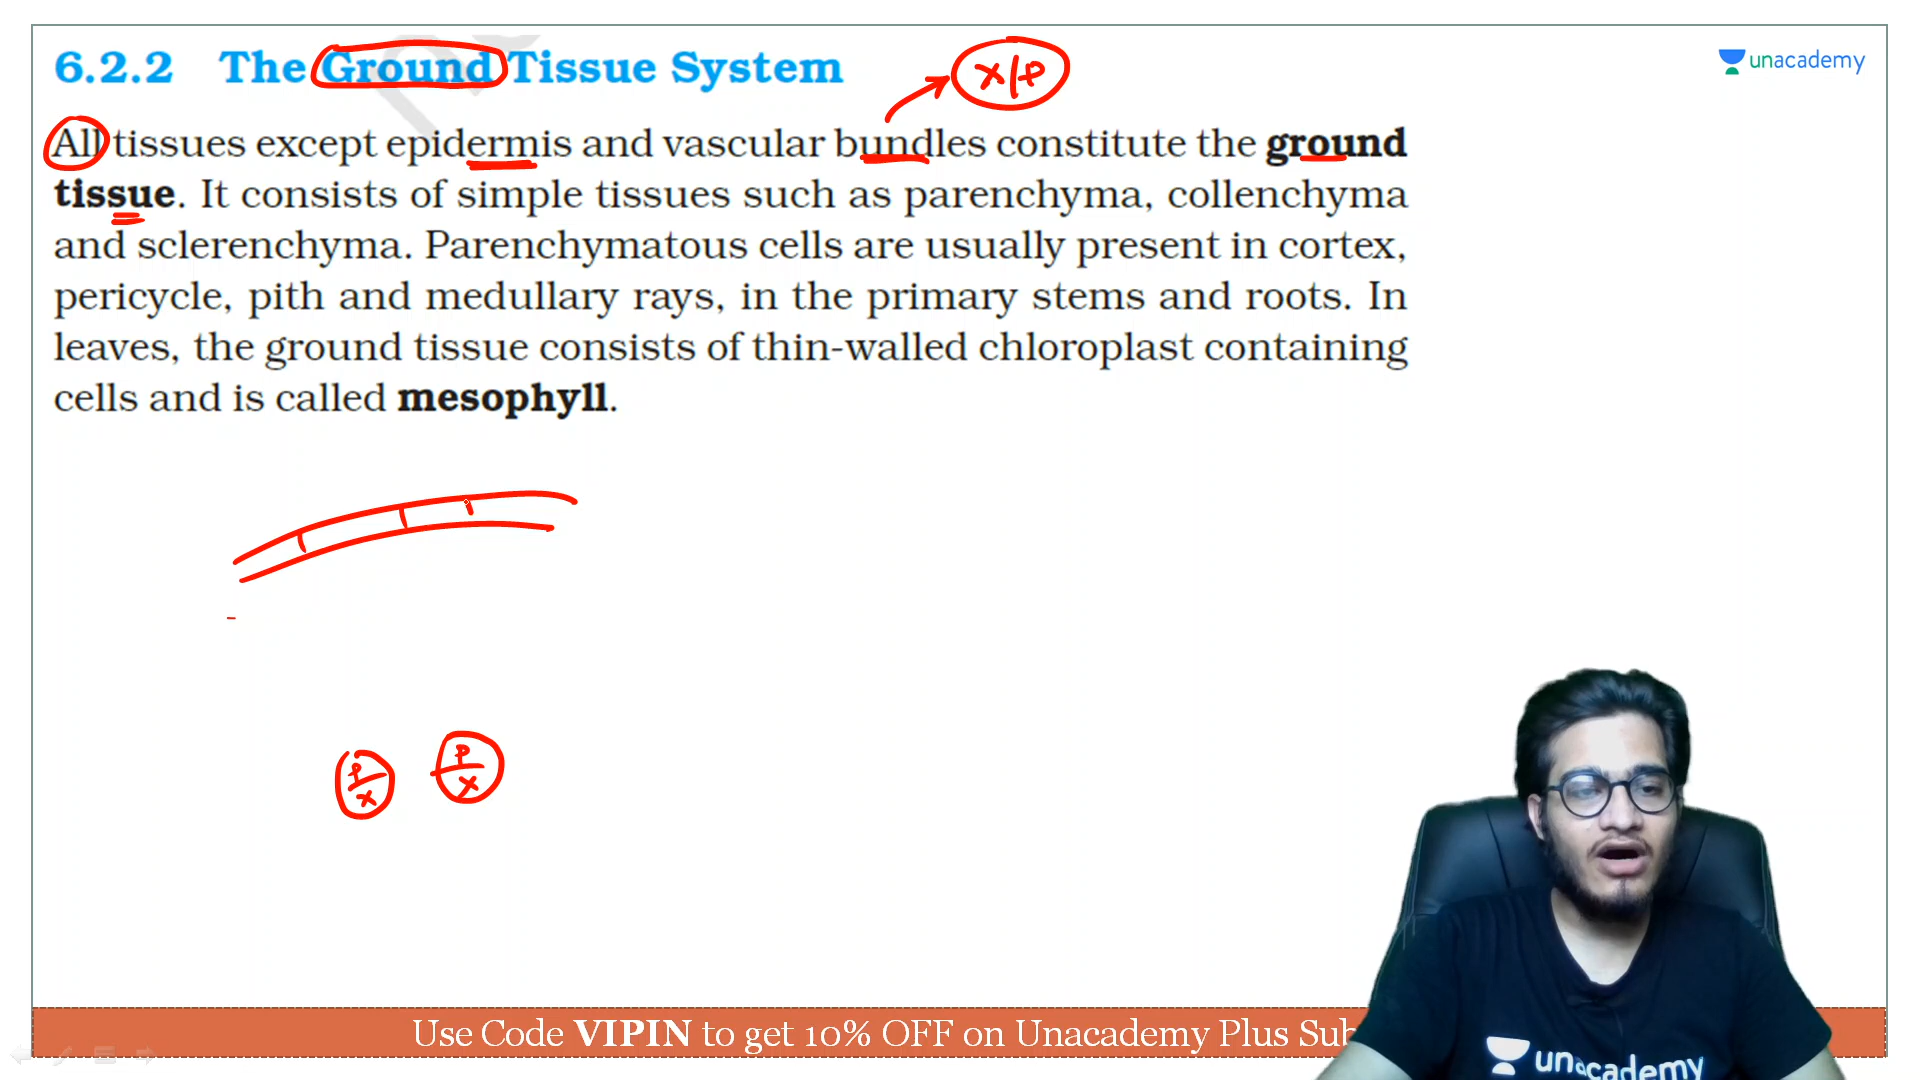 6.2.2 The Ground Tissue System
x/p
unacademy
All tissues except epidermis and vascular bundles constitute the ground
tissue. It consists of simple tissues such as parenchyma, collenchyma
and sclerenchyma. Parenchymatous cells are usually present in cortex,
pericycle, pith and medullary rays, in the primary stems and roots. In
leaves, the ground tissue consists of thin-walled chloroplast containing
cells and is called mesophyll.
P
x
P
x
Use Code VIPIN to get 10% OFF on Unacademy Plus Sub
unacademy